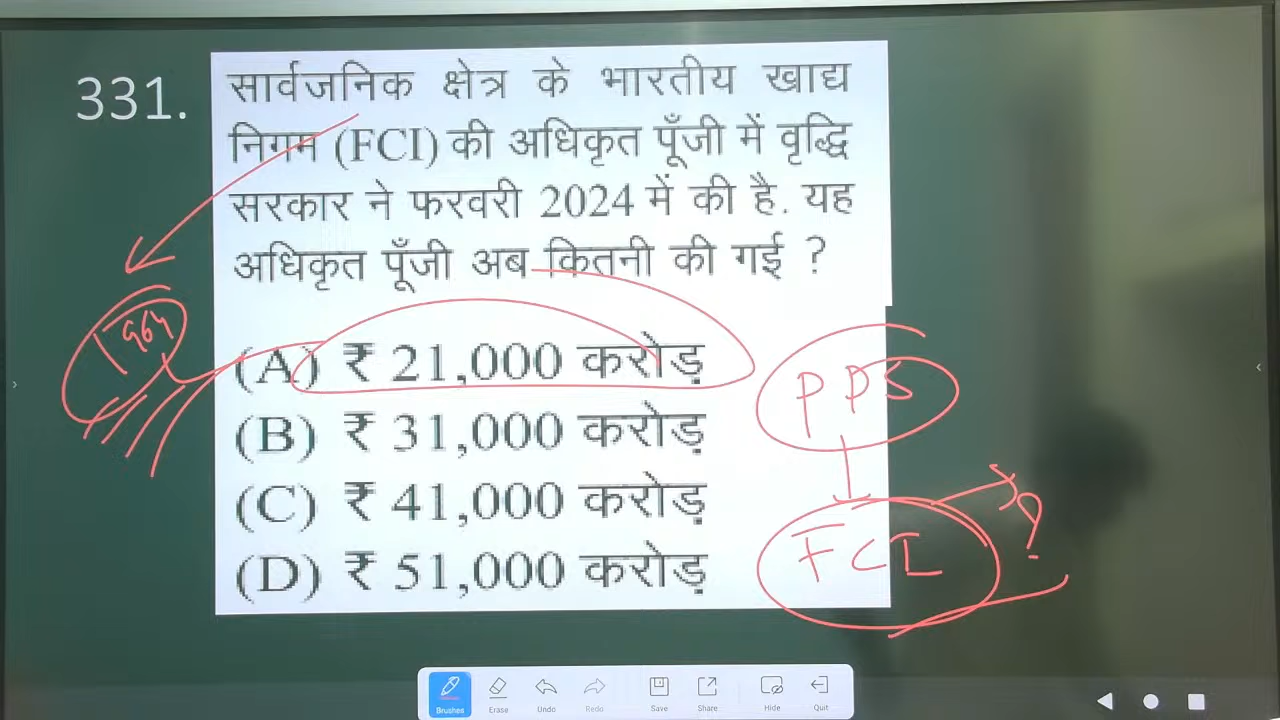 331.
सार्वजनिक क्षेत्र के भारतीय खाद्य
निगम (FCI) की अधिकृत पूँजी में वृद्धि
सरकार ने फरवरी 2024 में की है. यह
अधिकृत पूँजी अब कितनी की गई ?
1964
(A) ₹ 21,000 करोड़
(B) ₹ 31,000 करोड़
(C) ₹ 41,000 करोड़
(D) ₹ 51,000 करोड़
PDS
FCI ?
Brushes Erase Undo Redo Save Share Hide Quit